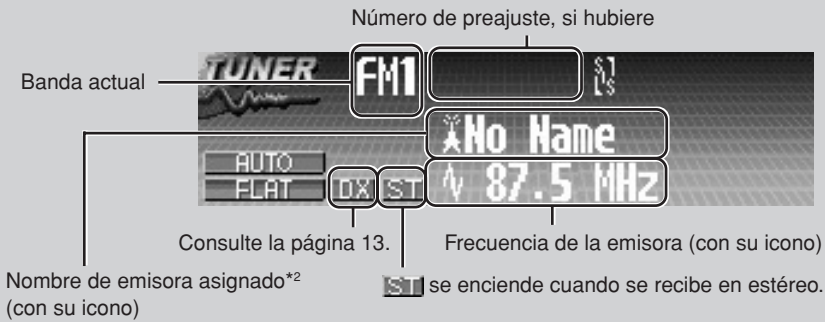 Número de preajuste, si hubiere
Banda actual
TUNER
FM1
No Name
AUTO
FLAT
DX
ST
87.5 MHz
Consulte la página 13.
Frecuencia de la emisora (con su icono)
Nombre de emisora asignado*2
(con su icono)
ST se enciende cuando se recibe en estéreo.